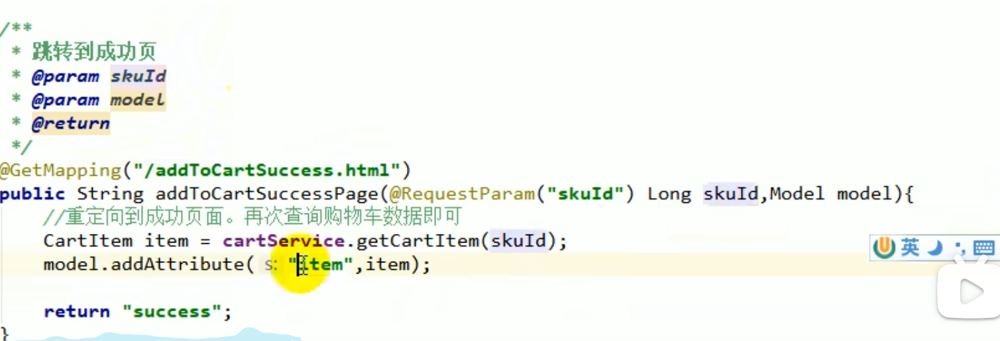 /**
 * 跳转到成功页
 * @param skuId
 * @param model
 * @return
 */
@GetMapping("/addToCartSuccess.html")
public String addToCartSuccessPage(@RequestParam("skuId") Long skuId,Model model){
    //重定向到成功页面。再次查询购物车数据即可
    CartItem item = cartService.getCartItem(skuId);
    model.addAttribute( s: "item",item);
英
    return "success";
}